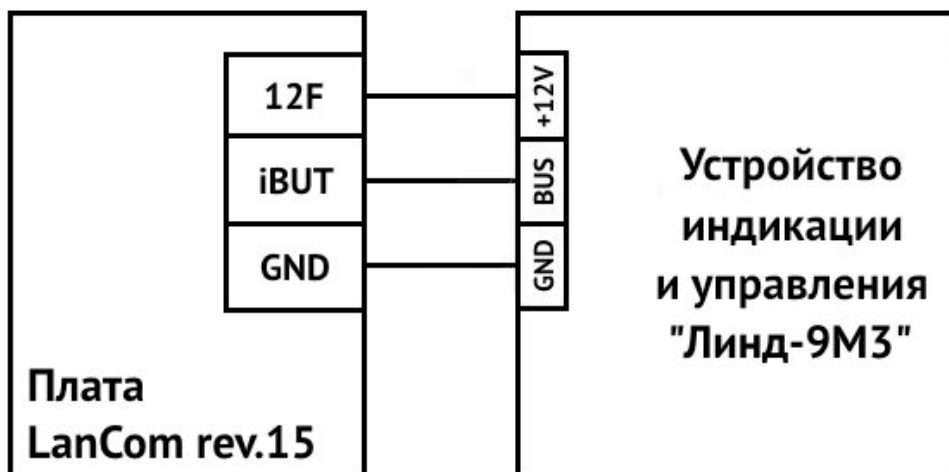 12F
iBUT
GND
+12V
BUS
GND
Плата
LanCom rev.15
Устройство
индикации
и управления
"Линд-9М3"